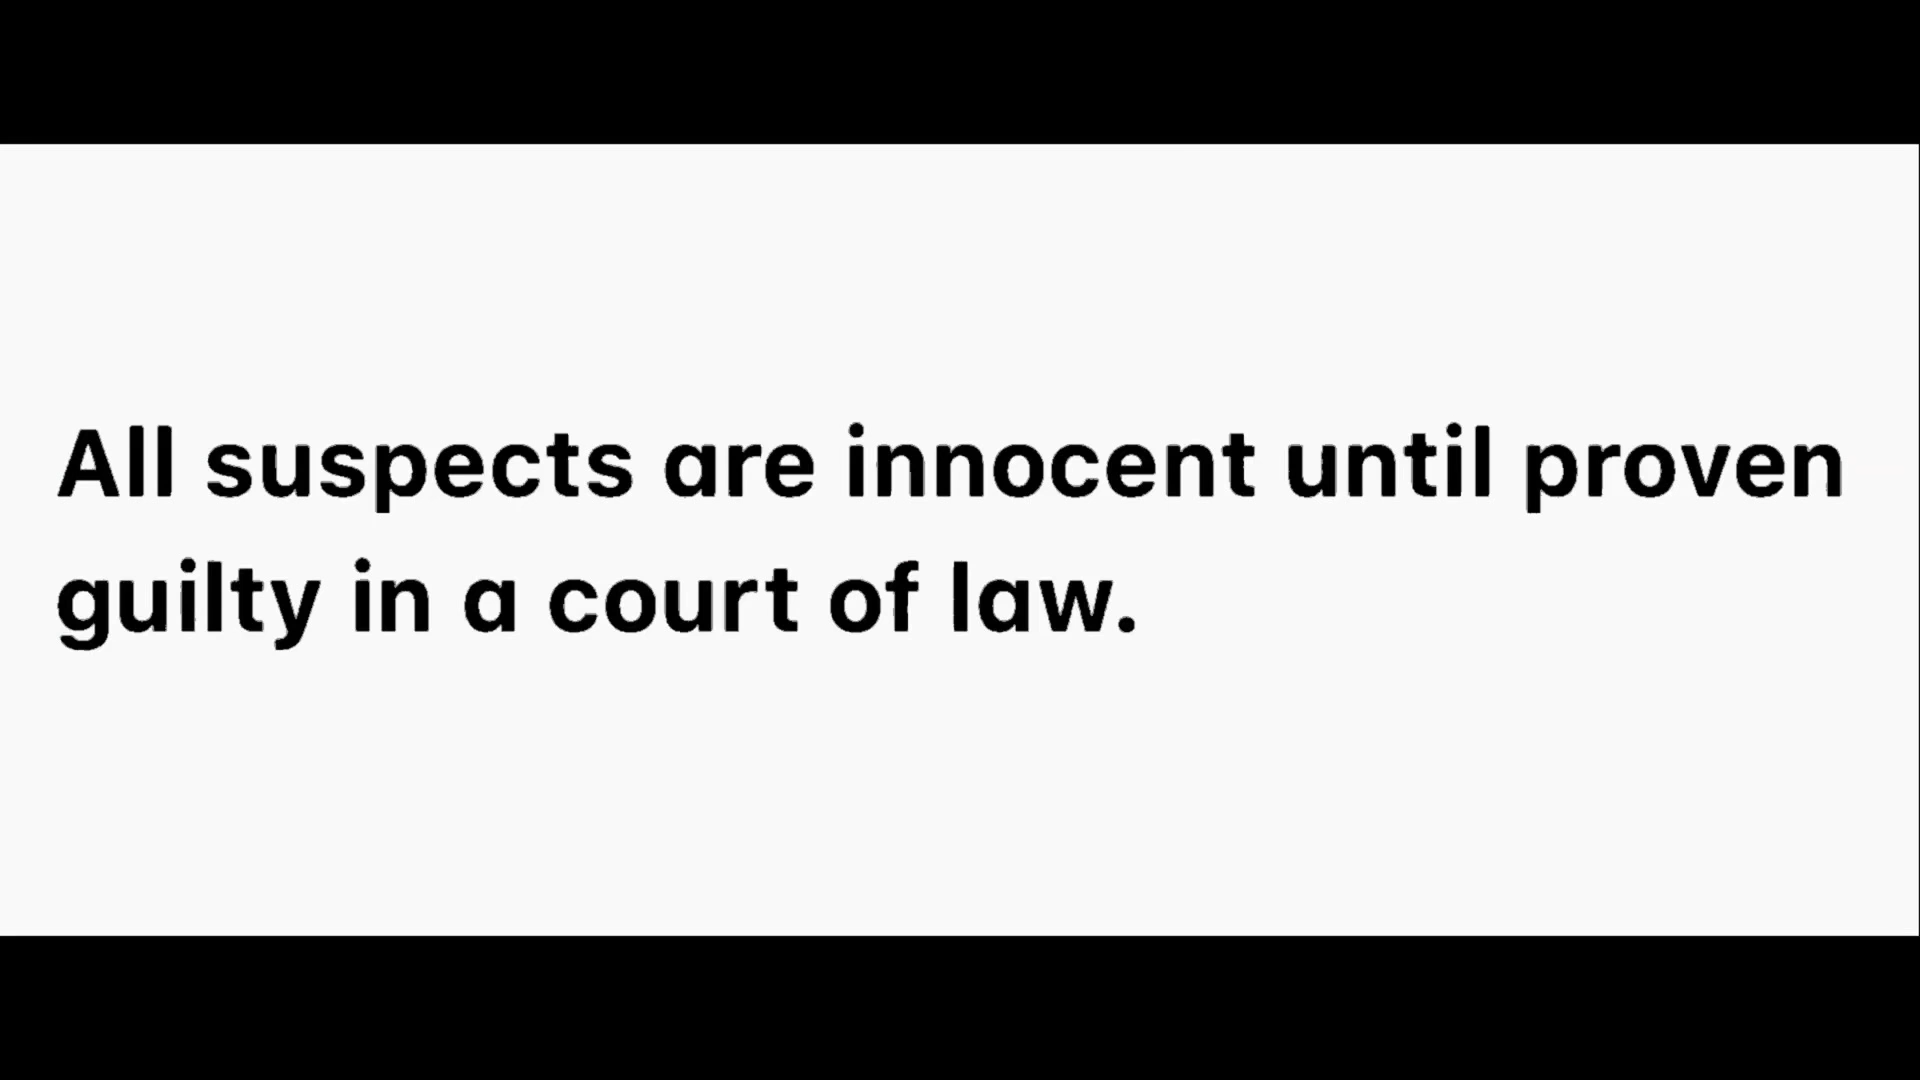 All suspects are innocent until proven
guilty in a court of law.